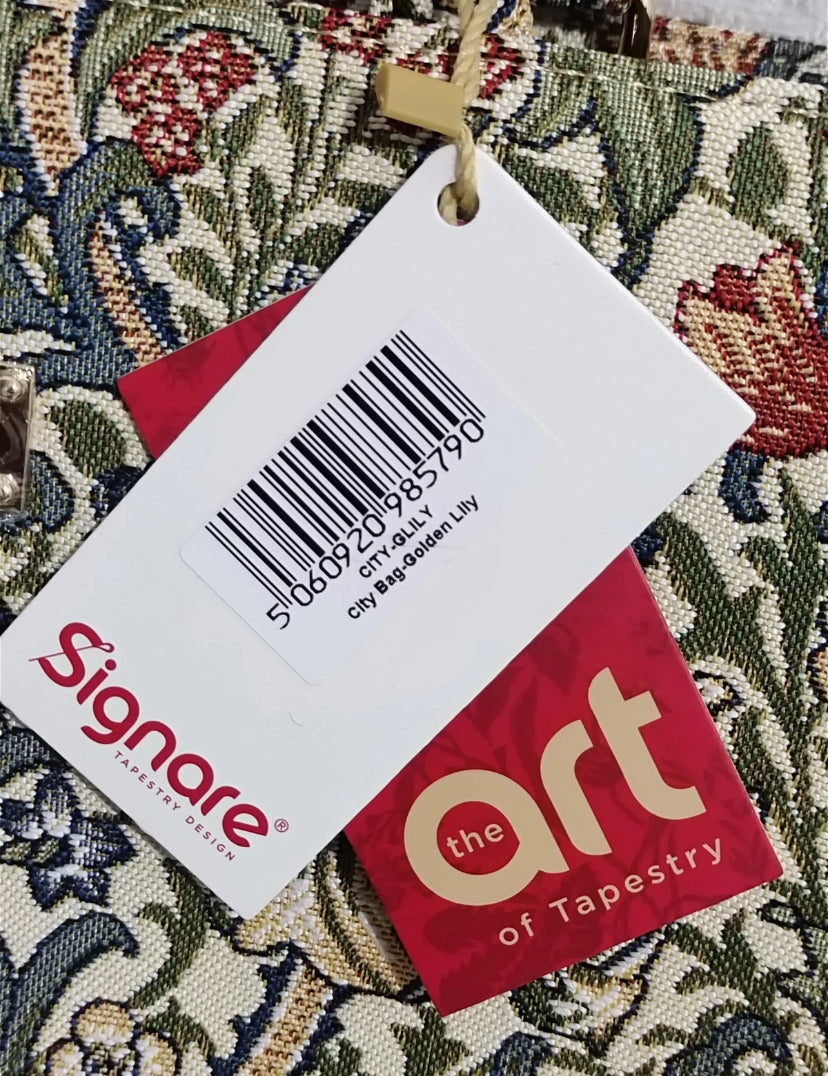 5 060920 985790
CITY-GLILY
City Bag-Golden Lily
Signare®
TAPESTRY DESIGN
the art
of Tapestry